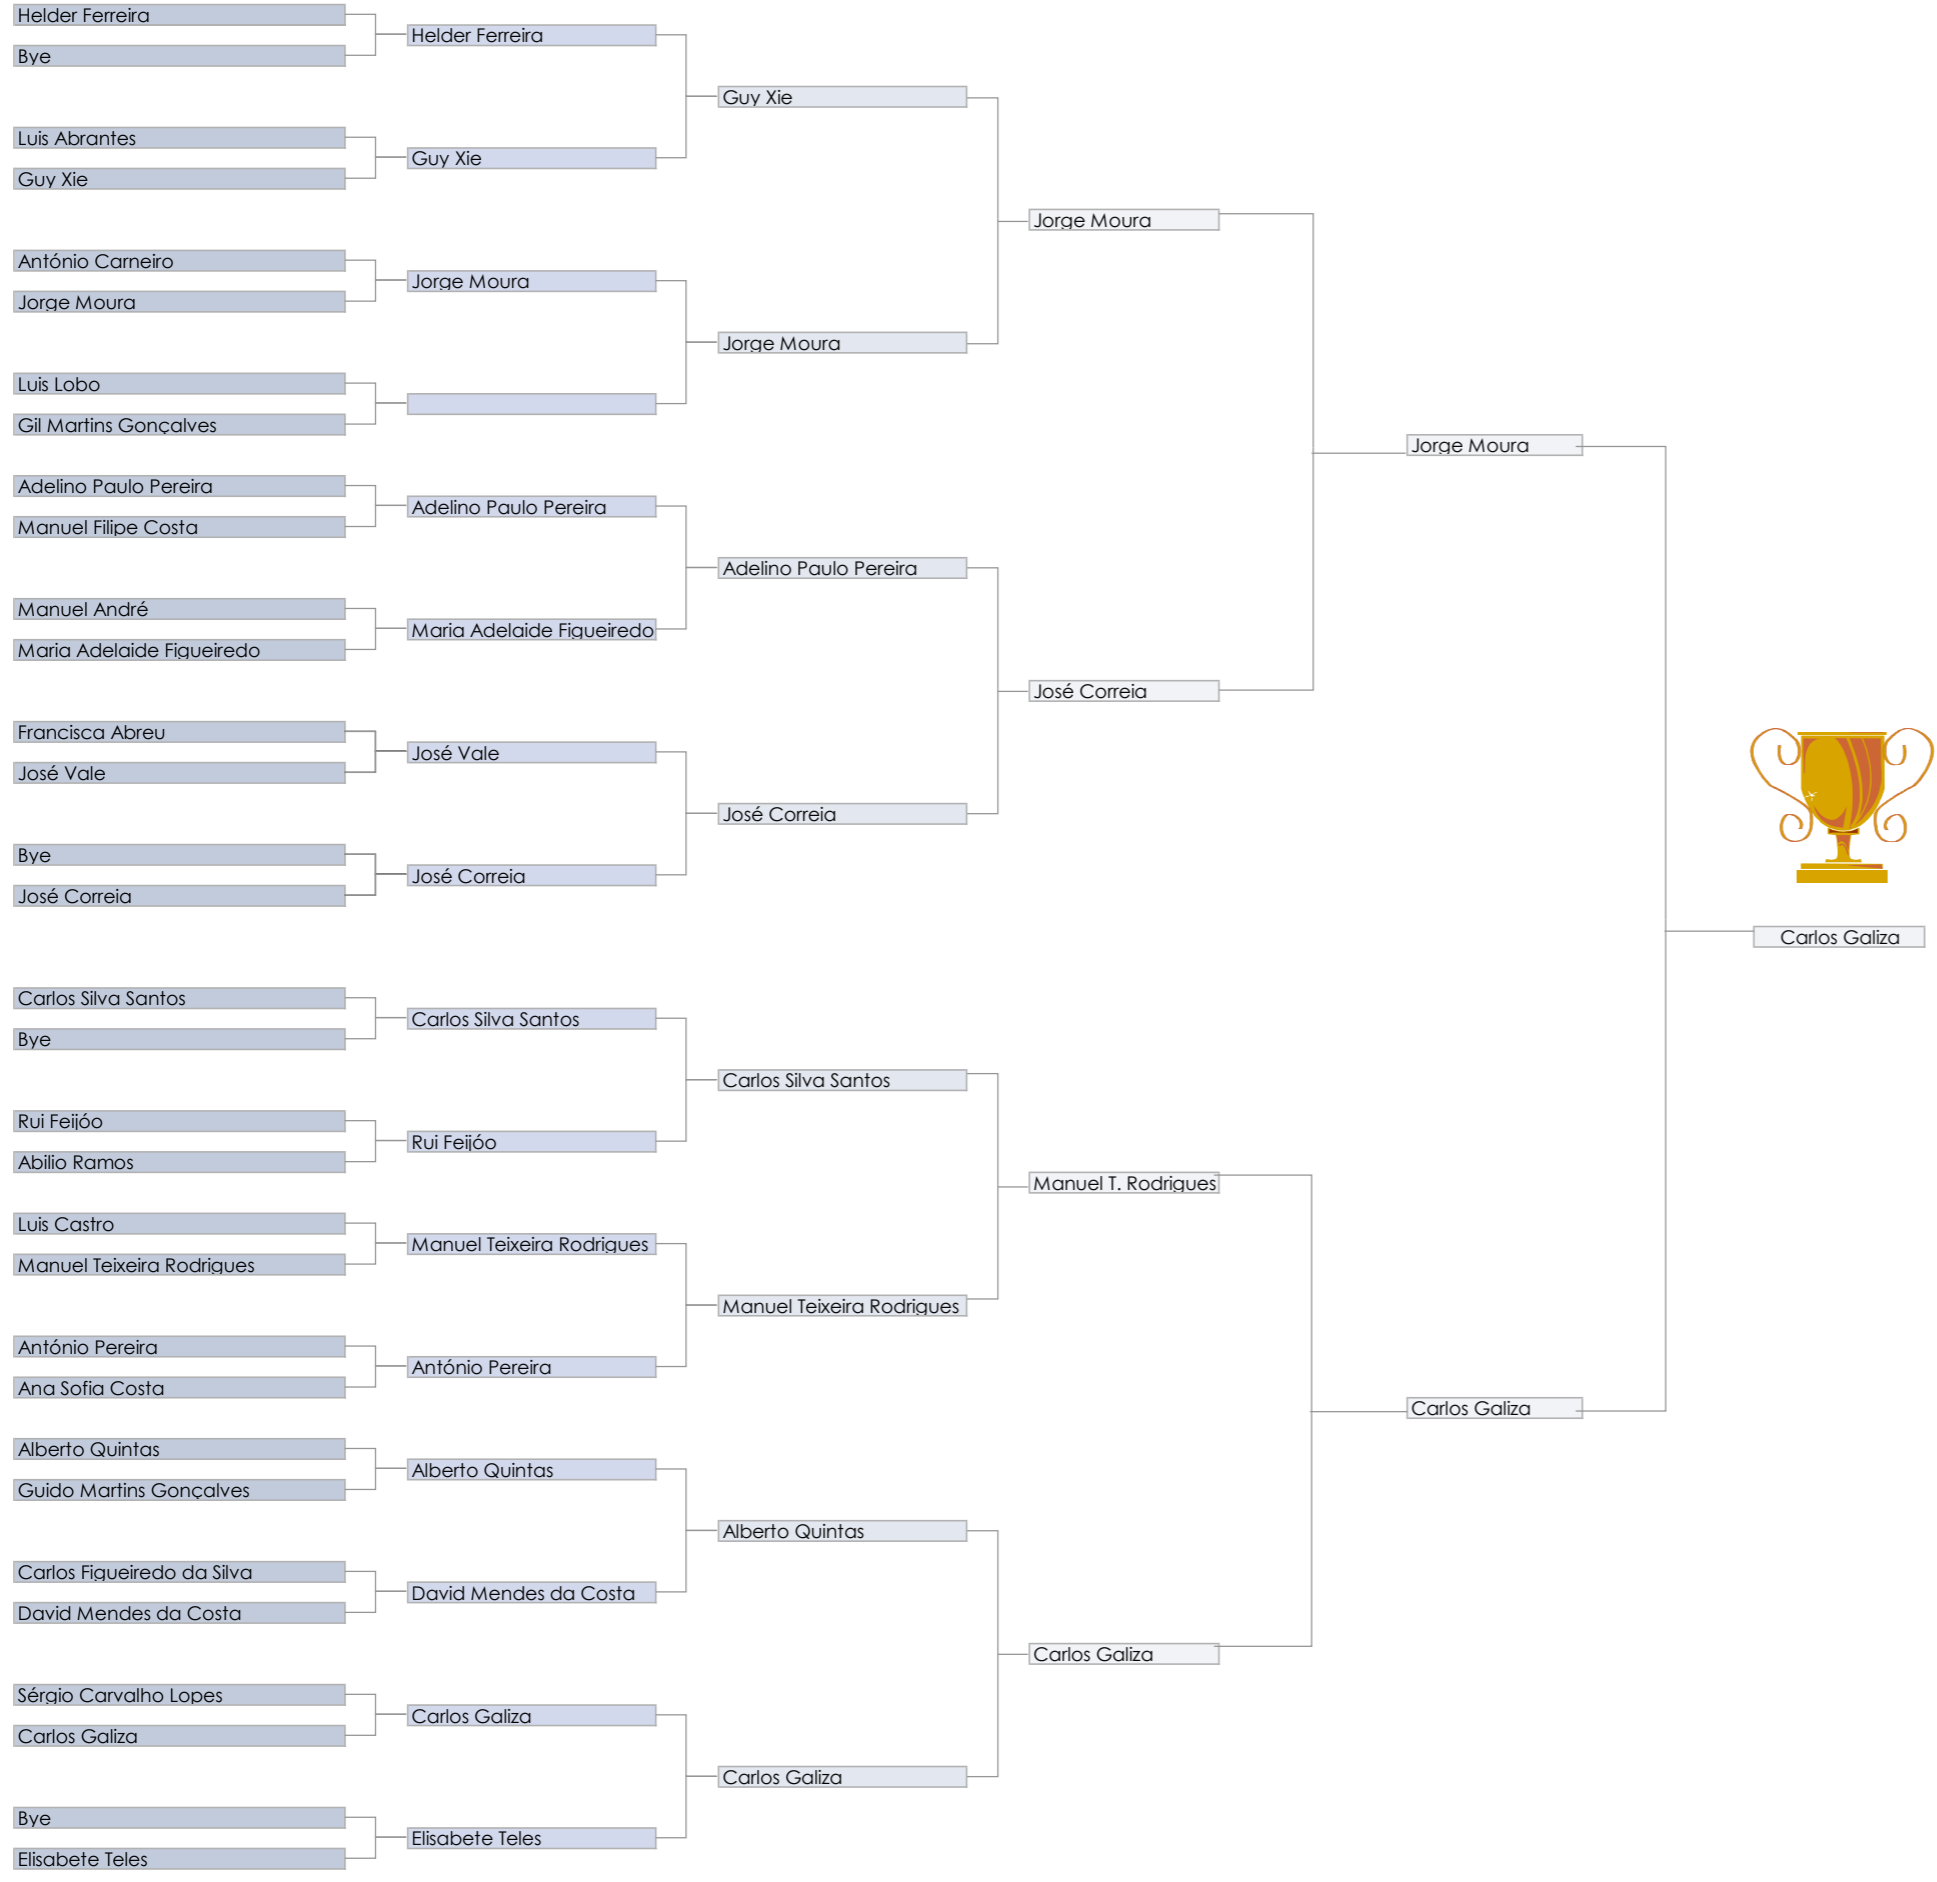 Helder Ferreira
Bye
Luis Abrantes
Guy Xie
António Carneiro
Jorge Moura
Luis Lobo
Gil Martins Gonçalves
Adelino Paulo Pereira
Manuel Filipe Costa
Manuel André
Maria Adelaide Figueiredo
Francisca Abreu
José Vale
Bye
José Correia
Carlos Silva Santos
Bye
Rui Feijóo
Abilio Ramos
Luis Castro
Manuel Teixeira Rodrigues
António Pereira
Ana Sofia Costa
Alberto Quintas
Guido Martins Gonçalves
Carlos Figueiredo da Silva
David Mendes da Costa
Sérgio Carvalho Lopes
Carlos Galiza
Bye
Elisabete Teles
Helder Ferreira
Guy Xie
Jorge Moura
Adelino Paulo Pereira
Maria Adelaide Figueiredo
José Vale
José Correia
Carlos Silva Santos
Rui Feijóo
Manuel Teixeira Rodrigues
António Pereira
Alberto Quintas
David Mendes da Costa
Carlos Galiza
Elisabete Teles
Guy Xie
Jorge Moura
Adelino Paulo Pereira
José Correia
Carlos Silva Santos
Manuel Teixeira Rodrigues
Alberto Quintas
Carlos Galiza
Jorge Moura
José Correia
Manuel T. Rodrigues
Carlos Galiza
Jorge Moura
Carlos Galiza
Carlos Galiza